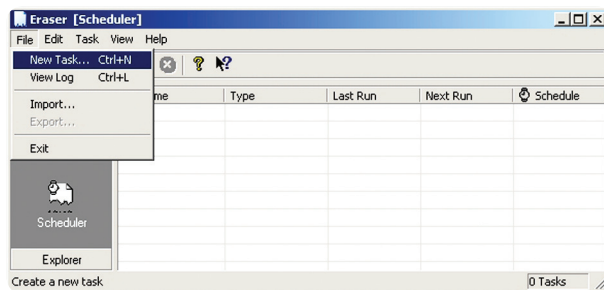 Eraser [Scheduler]
File Edit Task View Help
New Task... Ctrl+N
View Log Ctrl+L
Import...
Export...
Exit
me Type Last Run Next Run Schedule
Scheduler
Explorer
Create a new task 0 Tasks